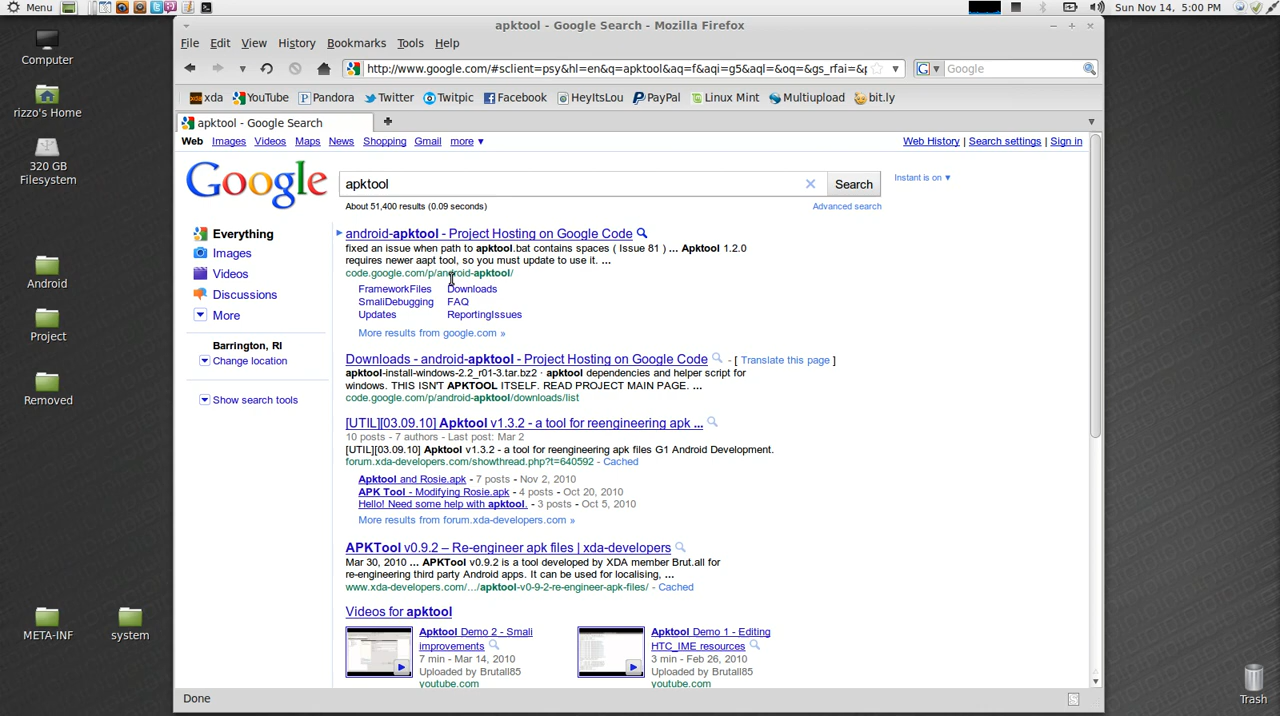 Menu
Sun Nov 14, 5:00 PM
apktool - Google Search - Mozilla Firefox
File Edit View History Bookmarks Tools Help
http://www.google.com/#sclient=psy&hl=en&q=apktool&aq=f&aqi=g5&aql=&oq=&gs_rfai=&
Google
xda YouTube Pandora Twitter Twitpic Facebook HeyItsLou PayPal Linux Mint Multiupload bit.ly
apktool - Google Search
Web Images Videos Maps News Shopping Gmail more ▼
Web History | Search settings | Sign in
Google
apktool
Search
Instant is on ▼
About 51,400 results (0.09 seconds)
Advanced search
Everything
Images
Videos
Discussions
More
Barrington, RI
Change location
Show search tools
android-apktool - Project Hosting on Google Code
fixed an issue when path to apktool.bat contains spaces ( Issue 81 ) ... Apktool 1.2.0
requires newer aapt tool, so you must update to use it. ...
code.google.com/p/android-apktool/
FrameworkFiles Downloads
SmaliDebugging FAQ
Updates ReportingIssues
More results from google.com »
Downloads - android-apktool - Project Hosting on Google Code - [ Translate this page ]
apktool-install-windows-2.2_r01-3.tar.bz2 · apktool dependencies and helper script for
windows. THIS ISN'T APKTOOL ITSELF. READ PROJECT MAIN PAGE. ...
code.google.com/p/android-apktool/downloads/list
[UTIL][03.09.10] Apktool v1.3.2 - a tool for reengineering apk ...
10 posts - 7 authors - Last post: Mar 2
[UTIL][03.09.10] Apktool v1.3.2 - a tool for reengineering apk files G1 Android Development.
forum.xda-developers.com/showthread.php?t=640592 - Cached
Apktool and Rosie.apk - 7 posts - Nov 2, 2010
APK Tool - Modifying Rosie.apk - 4 posts - Oct 20, 2010
Hello! Need some help with apktool. - 3 posts - Oct 5, 2010
More results from forum.xda-developers.com »
APKTool v0.9.2 – Re-engineer apk files | xda-developers
Mar 30, 2010 ... APKTool v0.9.2 is a tool developed by XDA member Brut.all for
re-engineering third party Android apps. It can be used for localising, ...
www.xda-developers.com/.../apktool-v0-9-2-re-engineer-apk-files/ - Cached
Videos for apktool
Apktool Demo 2 - Smali
improvements
7 min - Mar 14, 2010
Uploaded by Brutall85
youtube.com
Apktool Demo 1 - Editing
HTC_IME resources
3 min - Feb 26, 2010
Uploaded by Brutall85
youtube.com
Done
Computer
rizzo's Home
320 GB
Filesystem
Android
Project
Removed
META-INF
system
Trash